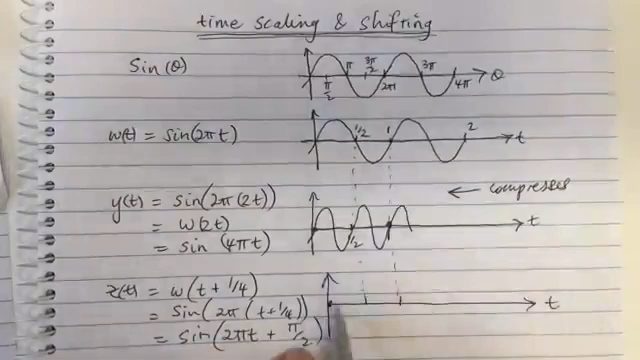 time scaling & shifting
Sin(θ)
π/2 π 3π/2 2π 3π 4π θ
w(t) = sin(2πt)
1/2 1 2 t
y(t) = sin(2π(2t))
= w(2t)
= sin (4πt)
1/2 t
← compresses
z(t) = w(t + 1/4)
= sin(2π(t+1/4))
= sin(2πt + π/2)
t